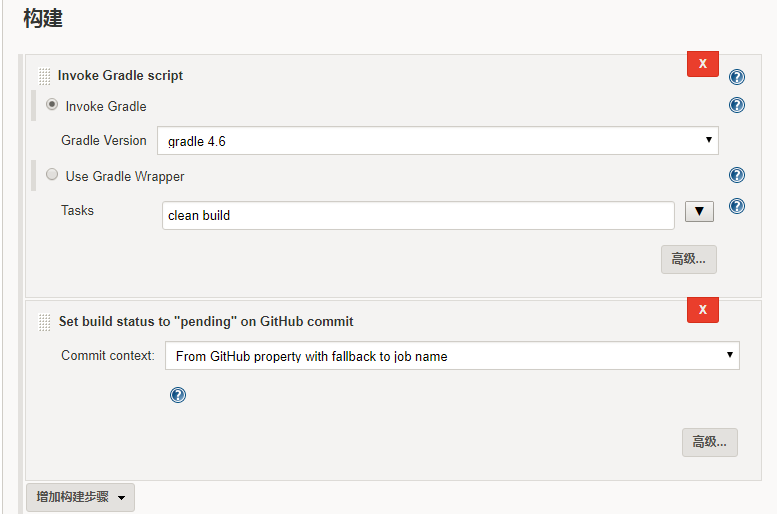 构建
Invoke Gradle script
X
Invoke Gradle
Gradle Version
gradle 4.6
Use Gradle Wrapper
Tasks
clean build
高级...
Set build status to "pending" on GitHub commit
X
Commit context:
From GitHub property with fallback to job name
高级...
增加构建步骤